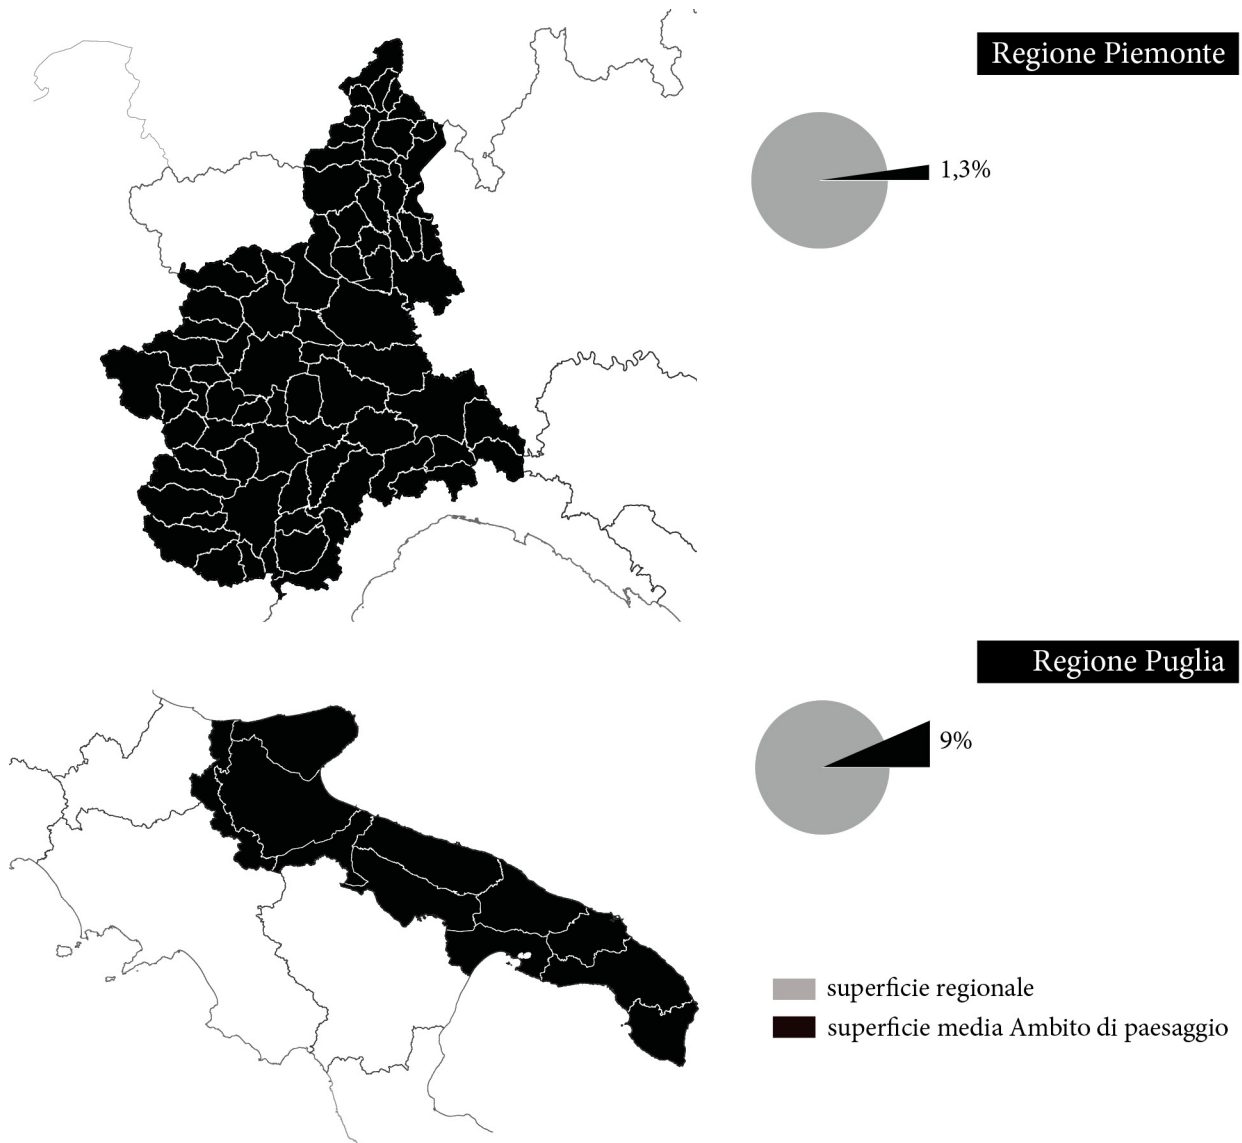 Regione Piemonte
1,3%
Regione Puglia
9%
superficie regionale
superficie media Ambito di paesaggio